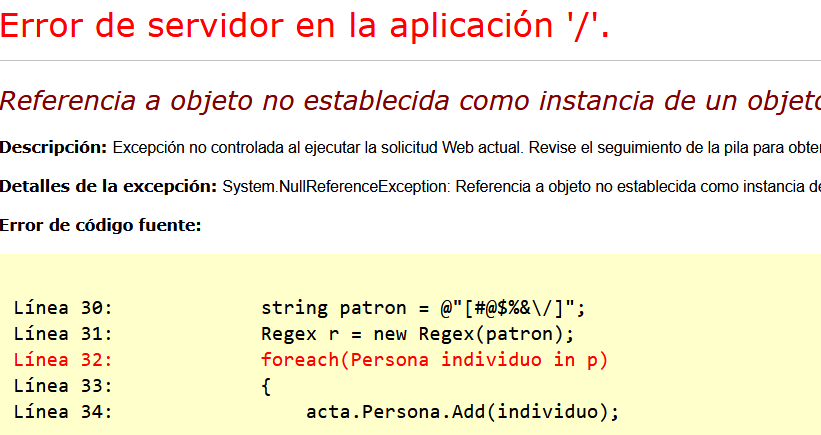 Error de servidor en la aplicación '/'.
Referencia a objeto no establecida como instancia de un objeto
Descripción: Excepción no controlada al ejecutar la solicitud Web actual. Revise el seguimiento de la pila para obte
Detalles de la excepción: System.NullReferenceException: Referencia a objeto no establecida como instancia de
Error de código fuente:
Línea 30:             string patron = @"[#@$%&\/]";
Línea 31:             Regex r = new Regex(patron);
Línea 32:             foreach(Persona individuo in p)
Línea 33:             {
Línea 34:                 acta.Persona.Add(individuo);